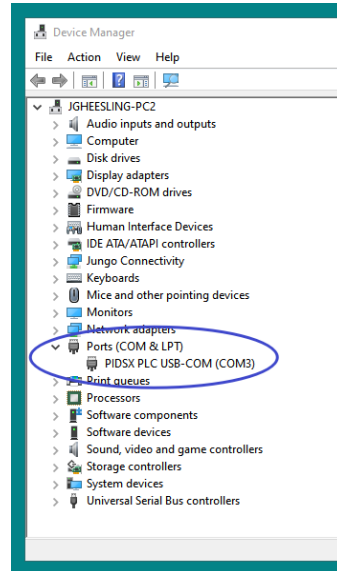 Device Manager
File Action View Help
JGHEESLING-PC2
Audio inputs and outputs
Computer
Disk drives
Display adapters
DVD/CD-ROM drives
Firmware
Human Interface Devices
IDE ATA/ATAPI controllers
Jungo Connectivity
Keyboards
Mice and other pointing devices
Monitors
Network adapters
Ports (COM & LPT)
PIDSX PLC USB-COM (COM3)
Print queues
Processors
Software components
Software devices
Sound, video and game controllers
Storage controllers
System devices
Universal Serial Bus controllers